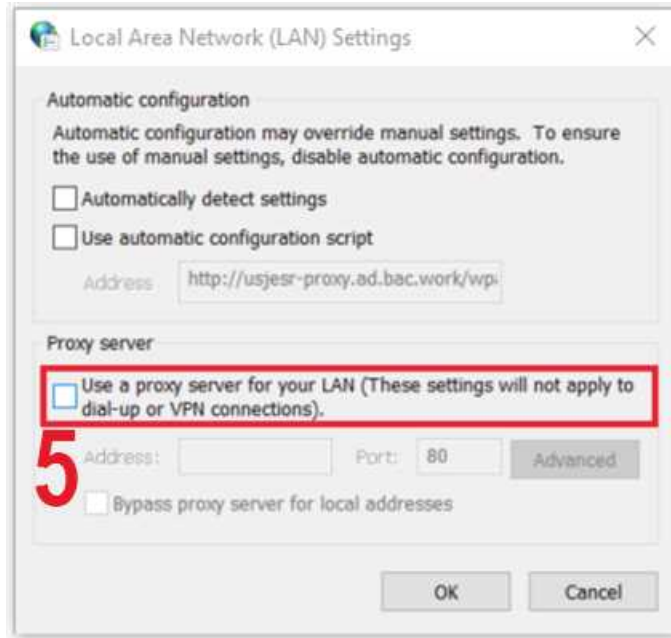 Local Area Network (LAN) Settings
Automatic configuration
Automatic configuration may override manual settings. To ensure
the use of manual settings, disable automatic configuration.
Automatically detect settings
Use automatic configuration script
Address http://usjesr-proxy.ad.bac.work/wp
Proxy server
Use a proxy server for your LAN (These settings will not apply to
dial-up or VPN connections).
5
Address: Port: 80 Advanced
Bypass proxy server for local addresses
OK Cancel